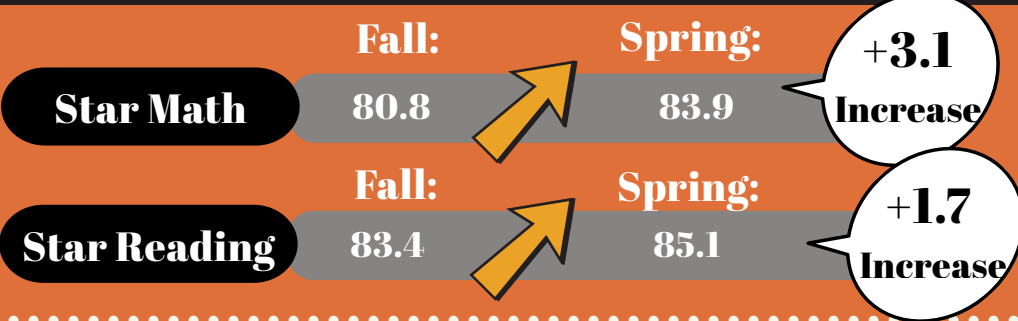 Fall: Spring:
+3.1
Star Math 80.8 83.9
Increase
Fall: Spring:
+1.7
Star Reading 83.4 85.1
Increase